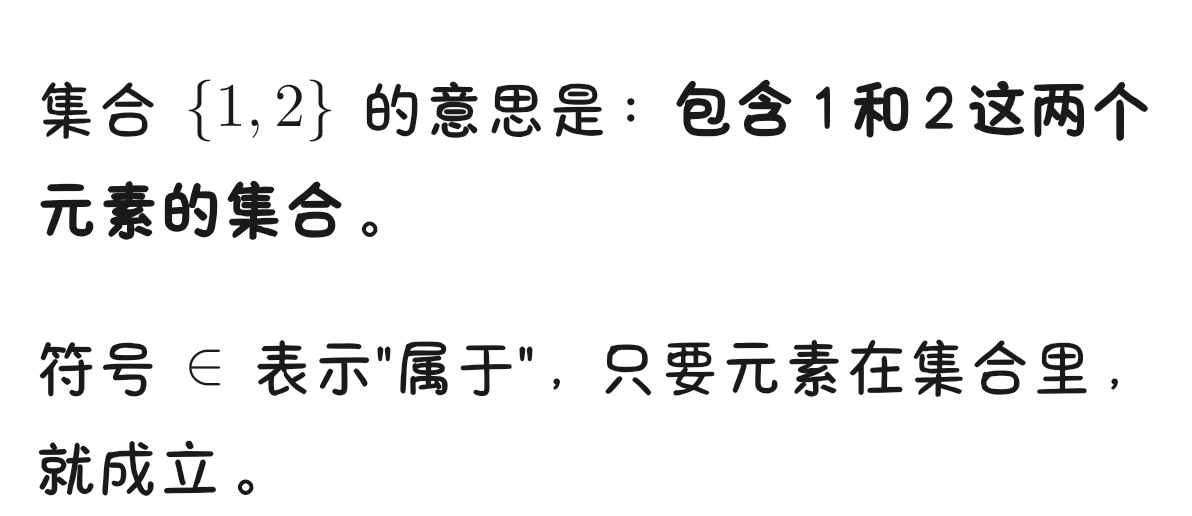 集合 {1, 2} 的意思是：包含 1 和 2 这两个
元素的集合。
符号 ∈ 表示"属于"，只要元素在集合里，
就成立。